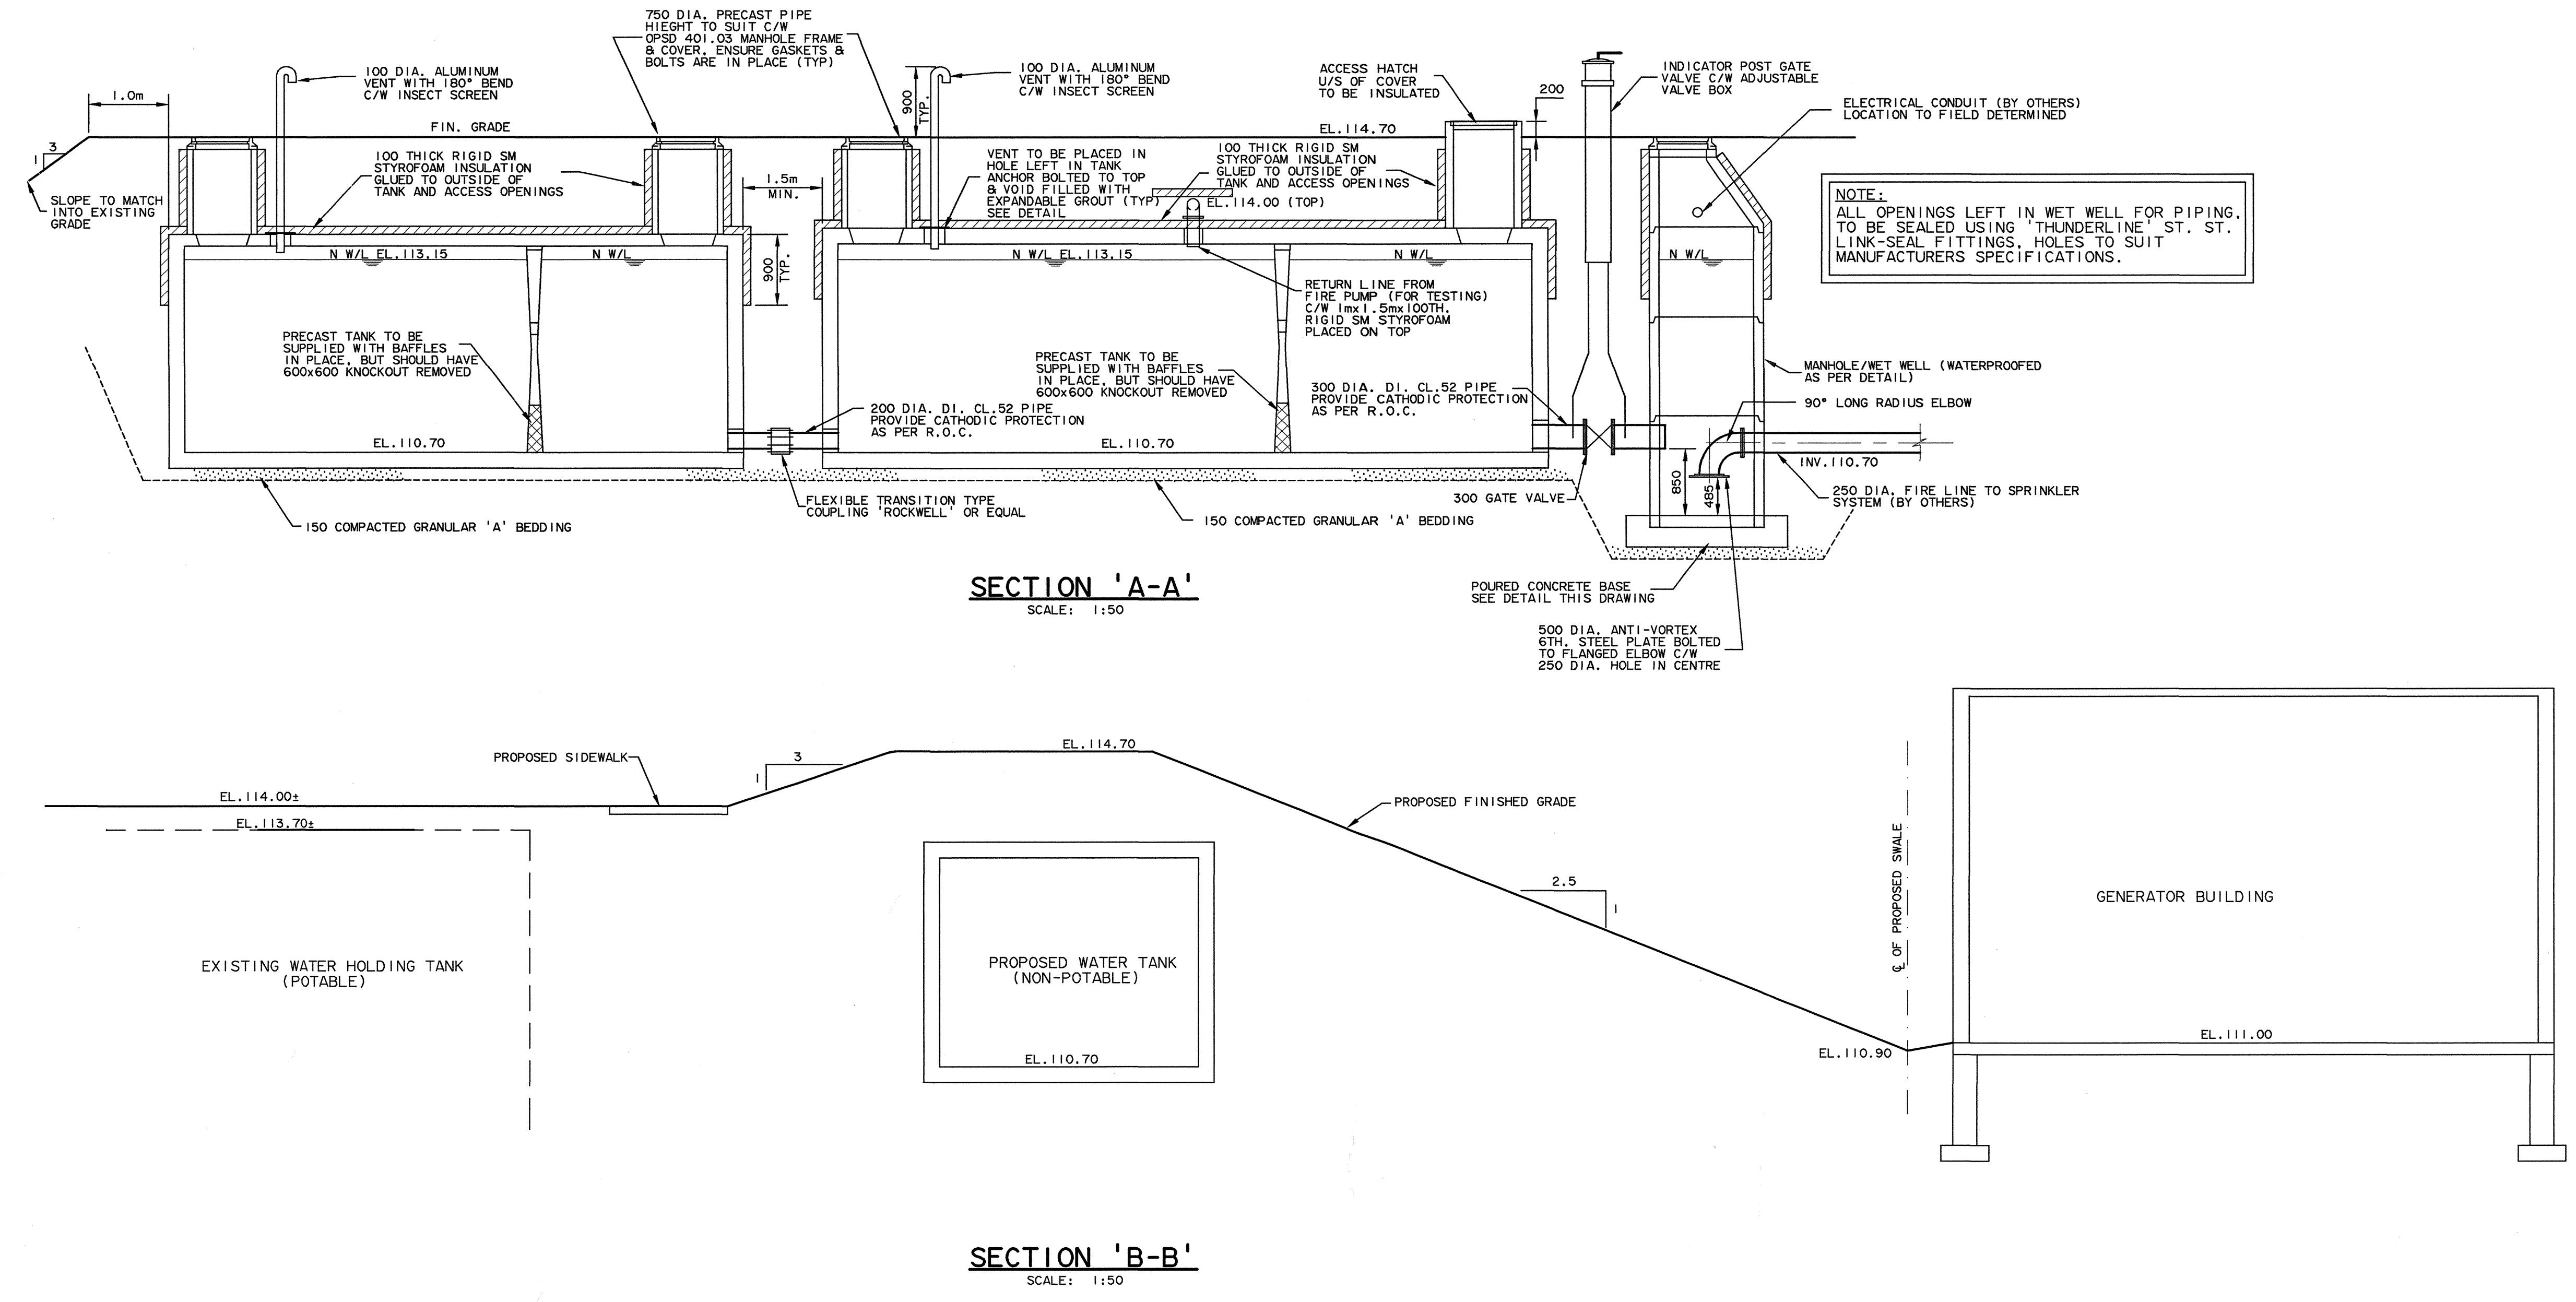 750 DIA. PRECAST PIPE
HIEGHT TO SUIT C/W
OPSD 401.03 MANHOLE FRAME
& COVER, ENSURE GASKETS &
BOLTS ARE IN PLACE (TYP)
100 DIA. ALUMINUM
VENT WITH 180° BEND
C/W INSECT SCREEN
100 DIA. ALUMINUM
VENT WITH 180° BEND
C/W INSECT SCREEN
900
TYP.
ACCESS HATCH
U/S OF COVER
TO BE INSULATED
200
INDICATOR POST GATE
VALVE C/W ADJUSTABLE
VALVE BOX
ELECTRICAL CONDUIT (BY OTHERS)
LOCATION TO FIELD DETERMINED
1.0m
FIN. GRADE
EL.114.70
3
1
SLOPE TO MATCH
INTO EXISTING
GRADE
100 THICK RIGID SM
STYROFOAM INSULATION
GLUED TO OUTSIDE OF
TANK AND ACCESS OPENINGS
1.5m
MIN.
VENT TO BE PLACED IN
HOLE LEFT IN TANK
ANCHOR BOLTED TO TOP
& VOID FILLED WITH
EXPANDABLE GROUT (TYP)
SEE DETAIL
100 THICK RIGID SM
STYROFOAM INSULATION
GLUED TO OUTSIDE OF
TANK AND ACCESS OPENINGS
EL.114.00 (TOP)
NOTE:
ALL OPENINGS LEFT IN WET WELL FOR PIPING,
TO BE SEALED USING 'THUNDERLINE' ST. ST.
LINK-SEAL FITTINGS, HOLES TO SUIT
MANUFACTURERS SPECIFICATIONS.
N W/L EL.113.15
N W/L
900
TYP.
N W/L EL.113.15
N W/L
N W/L
RETURN LINE FROM
FIRE PUMP (FOR TESTING)
C/W 1mx1.5mx100TH.
RIGID SM STYROFOAM
PLACED ON TOP
PRECAST TANK TO BE
SUPPLIED WITH BAFFLES
IN PLACE, BUT SHOULD HAVE
600x600 KNOCKOUT REMOVED
PRECAST TANK TO BE
SUPPLIED WITH BAFFLES
IN PLACE, BUT SHOULD HAVE
600x600 KNOCKOUT REMOVED
300 DIA. DI. CL.52 PIPE
PROVIDE CATHODIC PROTECTION
AS PER R.O.C.
MANHOLE/WET WELL (WATERPROOFED
AS PER DETAIL)
90° LONG RADIUS ELBOW
200 DIA. DI. CL.52 PIPE
PROVIDE CATHODIC PROTECTION
AS PER R.O.C.
EL.110.70
EL.110.70
INV.110.70
850
485
FLEXIBLE TRANSITION TYPE
COUPLING 'ROCKWELL' OR EQUAL
300 GATE VALVE
250 DIA. FIRE LINE TO SPRINKLER
SYSTEM (BY OTHERS)
150 COMPACTED GRANULAR 'A' BEDDING
150 COMPACTED GRANULAR 'A' BEDDING
SECTION 'A-A'
SCALE: 1:50
POURED CONCRETE BASE
SEE DETAIL THIS DRAWING
500 DIA. ANTI-VORTEX
6TH. STEEL PLATE BOLTED
TO FLANGED ELBOW C/W
250 DIA. HOLE IN CENTRE
PROPOSED SIDEWALK
3
1
EL.114.70
EL.114.00±
EL.113.70±
PROPOSED FINISHED GRADE
2.5
1
℄ OF PROPOSED SWALE
GENERATOR BUILDING
EXISTING WATER HOLDING TANK
(POTABLE)
PROPOSED WATER TANK
(NON-POTABLE)
EL.110.70
EL.110.90
EL.111.00
SECTION 'B-B'
SCALE: 1:50